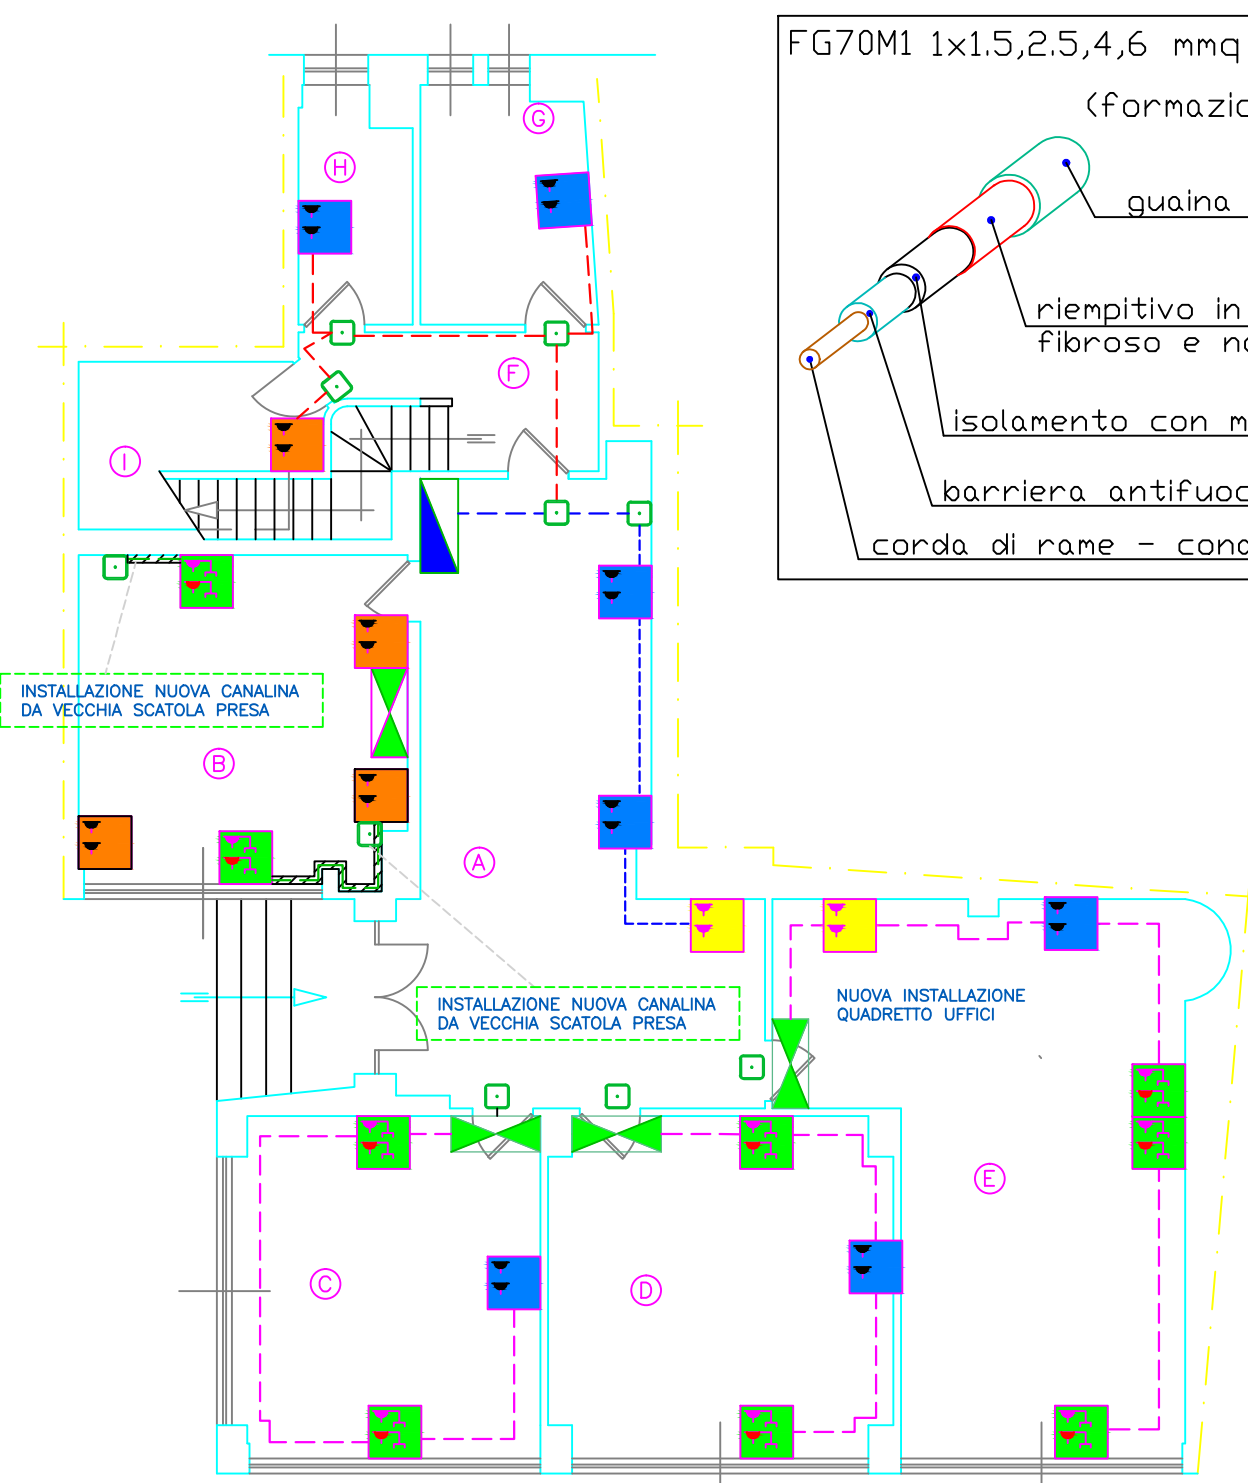 FG7OM1 1x1.5,2.5,4,6 mmq
(formazio
guaina
riempitivo in
fibroso e no
isolamento con m
barriera antifuoc
corda di rame - cond
G
H
F
I
INSTALLAZIONE NUOVA CANALINA
DA VECCHIA SCATOLA PRESA
B
A
INSTALLAZIONE NUOVA CANALINA
DA VECCHIA SCATOLA PRESA
NUOVA INSTALLAZIONE
QUADRETTO UFFICI
E
C
D